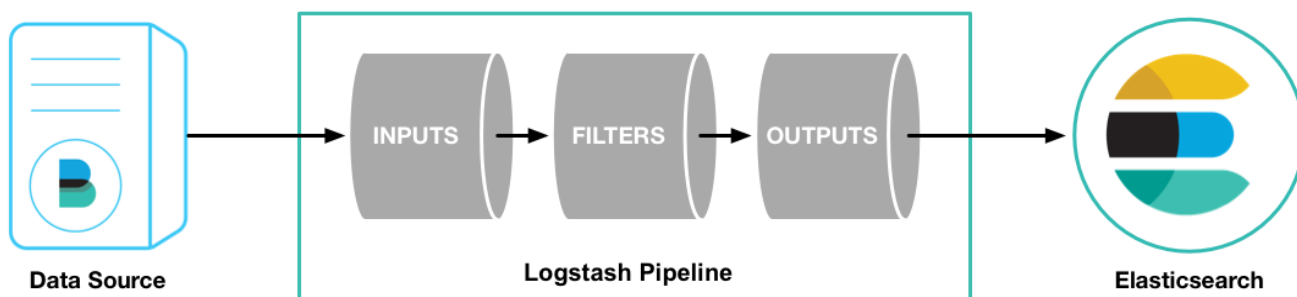 INPUTS
FILTERS
OUTPUTS
Data Source
Logstash Pipeline
Elasticsearch